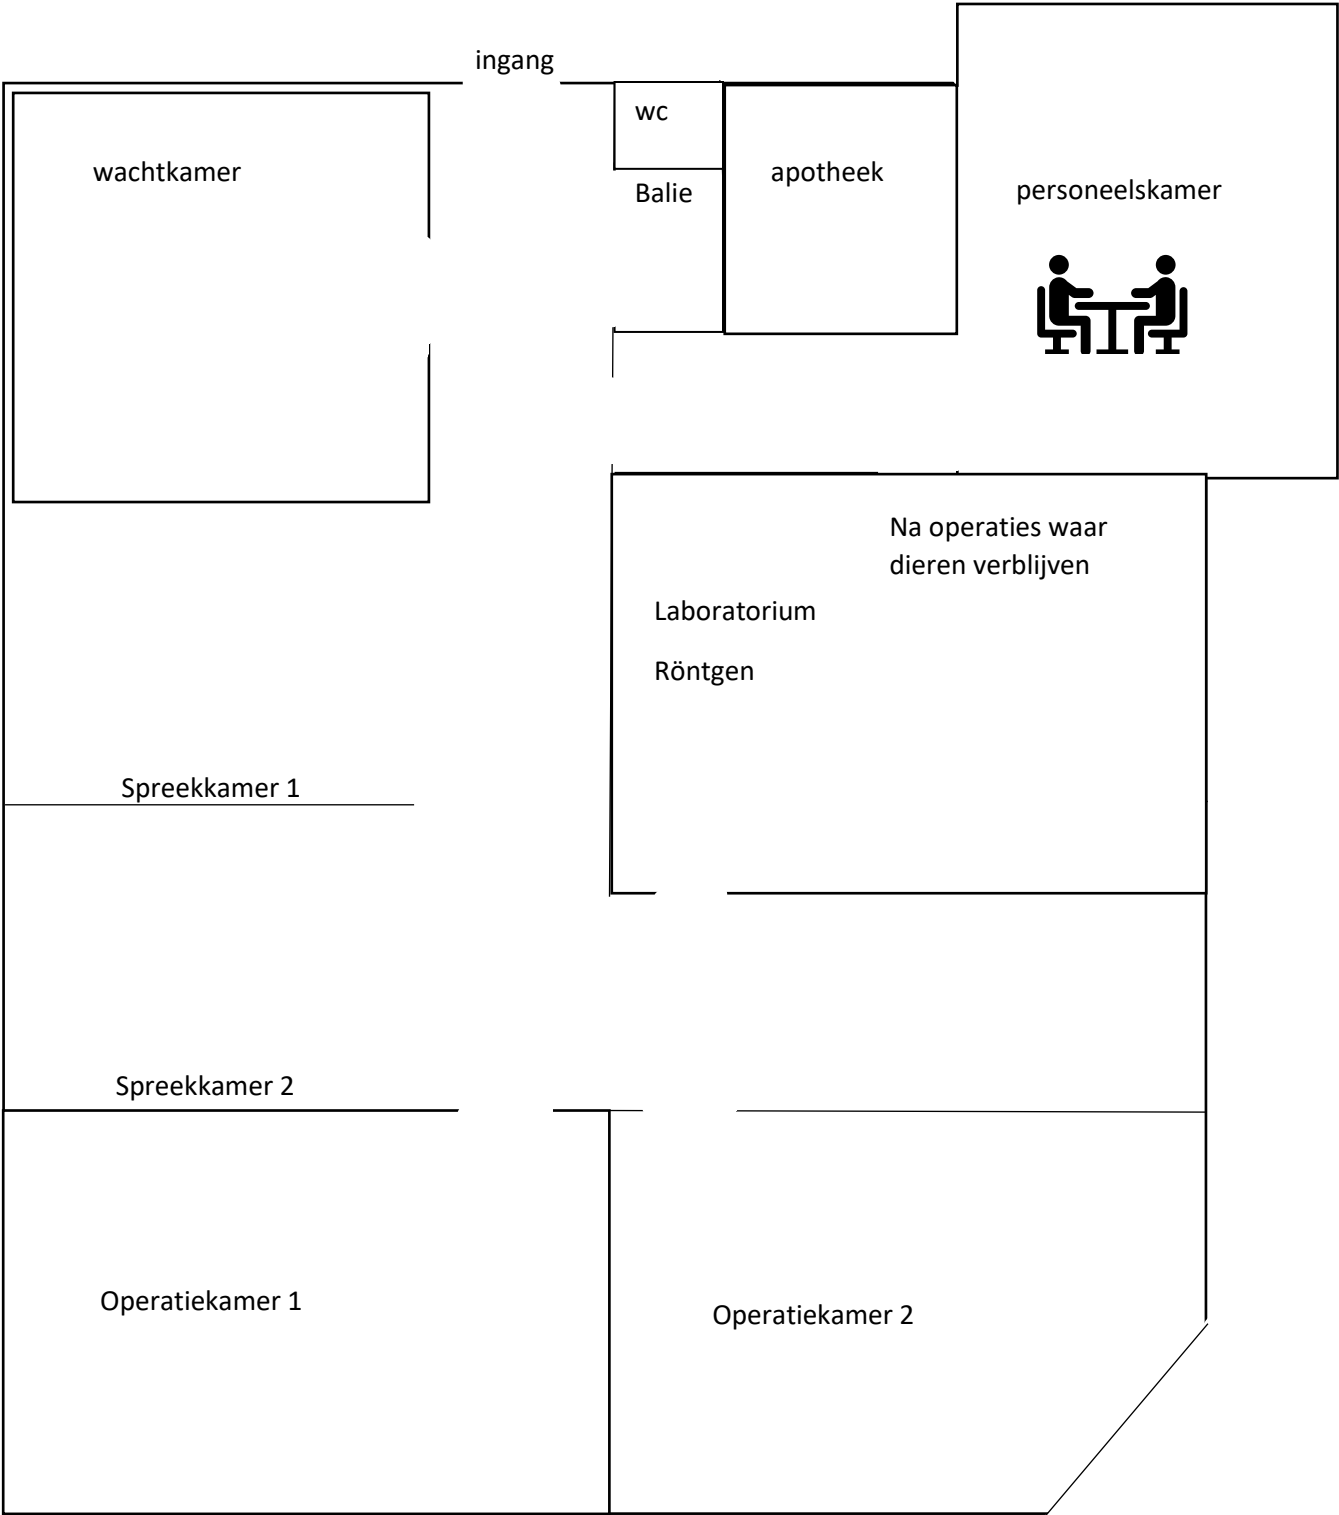 ingang
wc
wachtkamer
apotheek
Balie
personeelskamer
Na operaties waar
dieren verblijven
Laboratorium
Röntgen
Spreekkamer 1
Spreekkamer 2
Operatiekamer 1
Operatiekamer 2